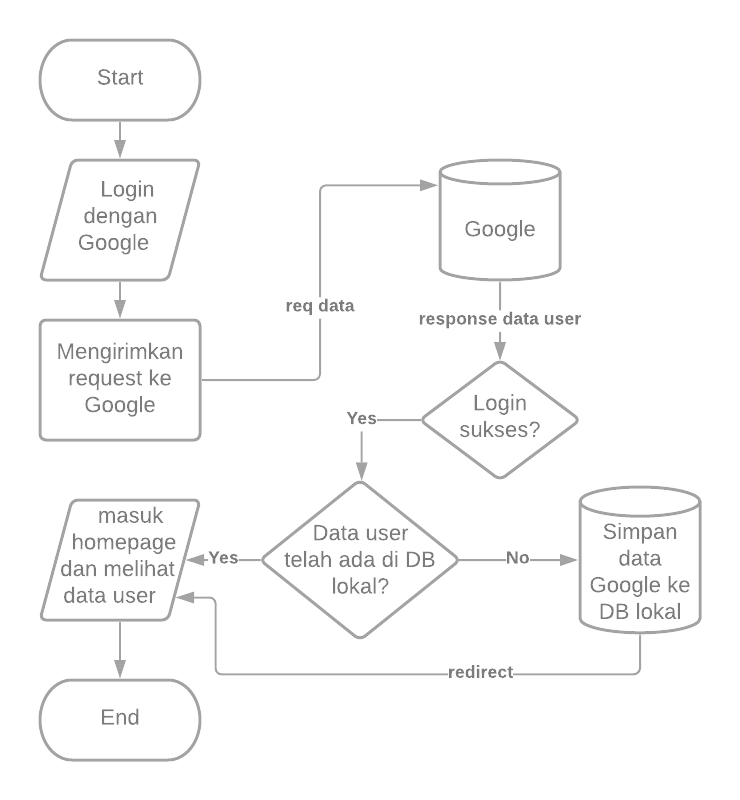 Start
Login
dengan
Google
Mengirimkan
request ke
Google
req data
Google
response data user
Login
sukses?
Yes
Data user
telah ada di DB
lokal?
No
Simpan
data
Google ke
DB lokal
redirect
Yes
masuk
homepage
dan melihat
data user
End